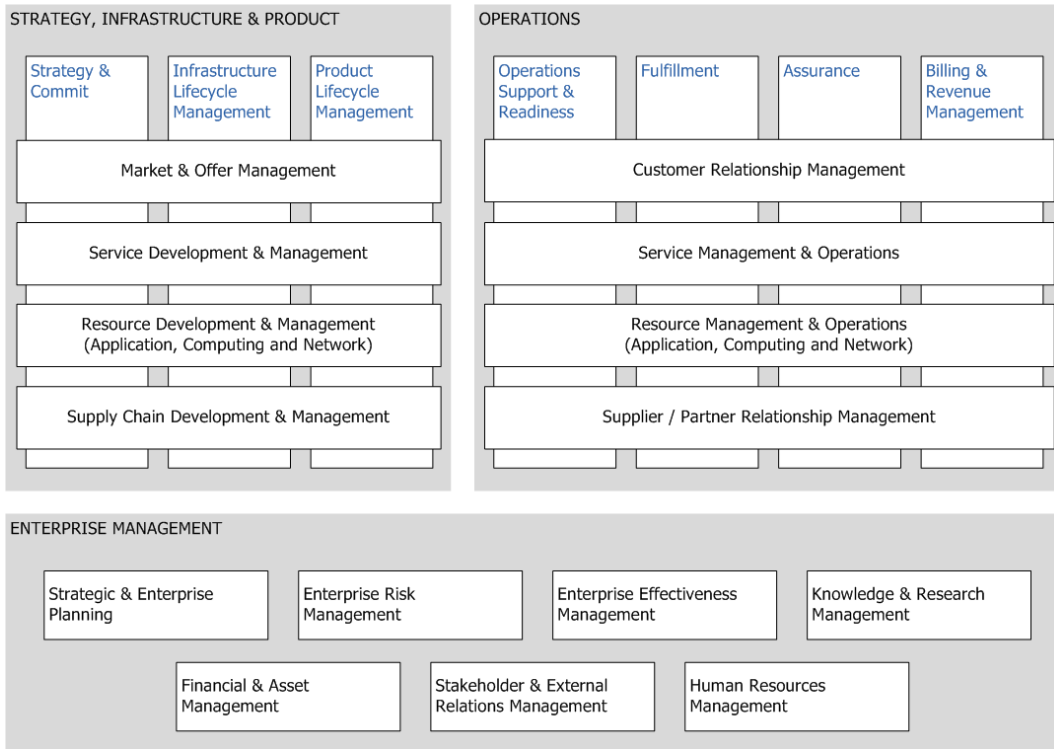 STRATEGY, INFRASTRUCTURE & PRODUCT
Strategy &
Commit
Infrastructure
Lifecycle
Management
Product
Lifecycle
Management
Market & Offer Management
Service Development & Management
Resource Development & Management
(Application, Computing and Network)
Supply Chain Development & Management
OPERATIONS
Operations
Support &
Readiness
Fulfillment
Assurance
Billing &
Revenue
Management
Customer Relationship Management
Service Management & Operations
Resource Management & Operations
(Application, Computing and Network)
Supplier / Partner Relationship Management
ENTERPRISE MANAGEMENT
Strategic & Enterprise
Planning
Enterprise Risk
Management
Enterprise Effectiveness
Management
Knowledge & Research
Management
Financial & Asset
Management
Stakeholder & External
Relations Management
Human Resources
Management